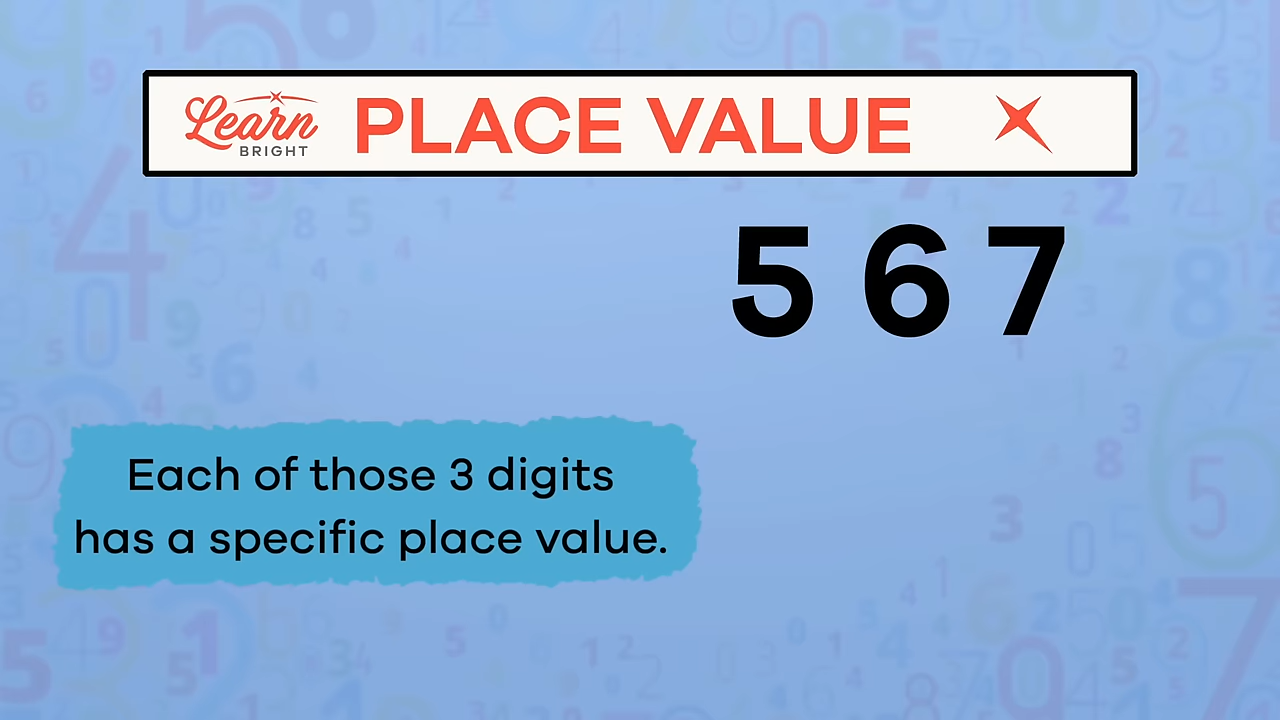 Learn
BRIGHT
PLACE VALUE
5 6 7
Each of those 3 digits
has a specific place value.